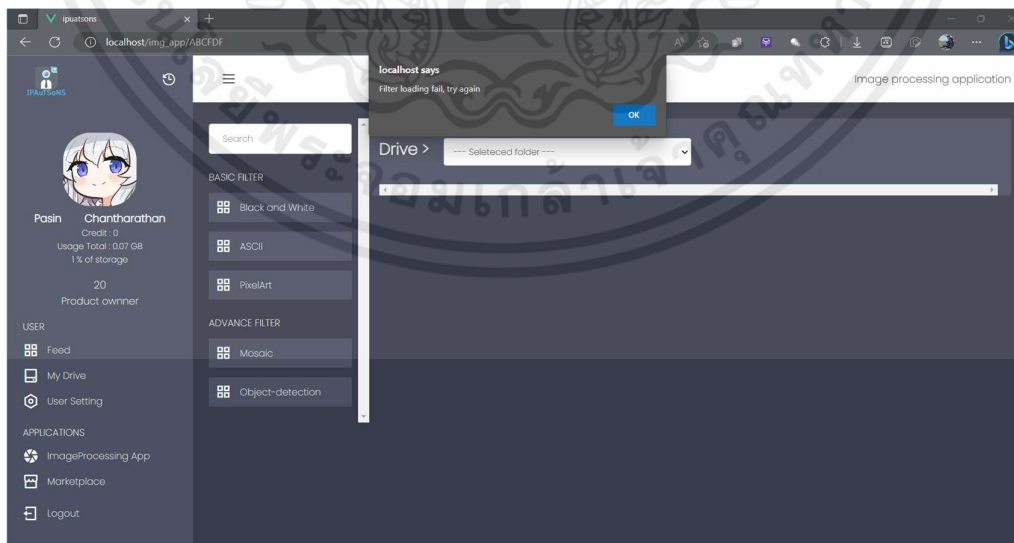 ipuatsons
localhost/img_app/ABCFDF
IPAUTSONS
Image processing application
localhost says
Filter loading fail, try again
OK
Search
Drive >
--- Seleteced folder ---
BASIC FILTER
Black and White
ASCII
PixelArt
ADVANCE FILTER
Mosaic
Object-detection
Pasin Chantharathan
Credit : 0
Usage Total : 0.07 GB
1 % of storage
20
Product ownner
USER
Feed
My Drive
User Setting
APPLICATIONS
ImageProcessing App
Marketplace
Logout